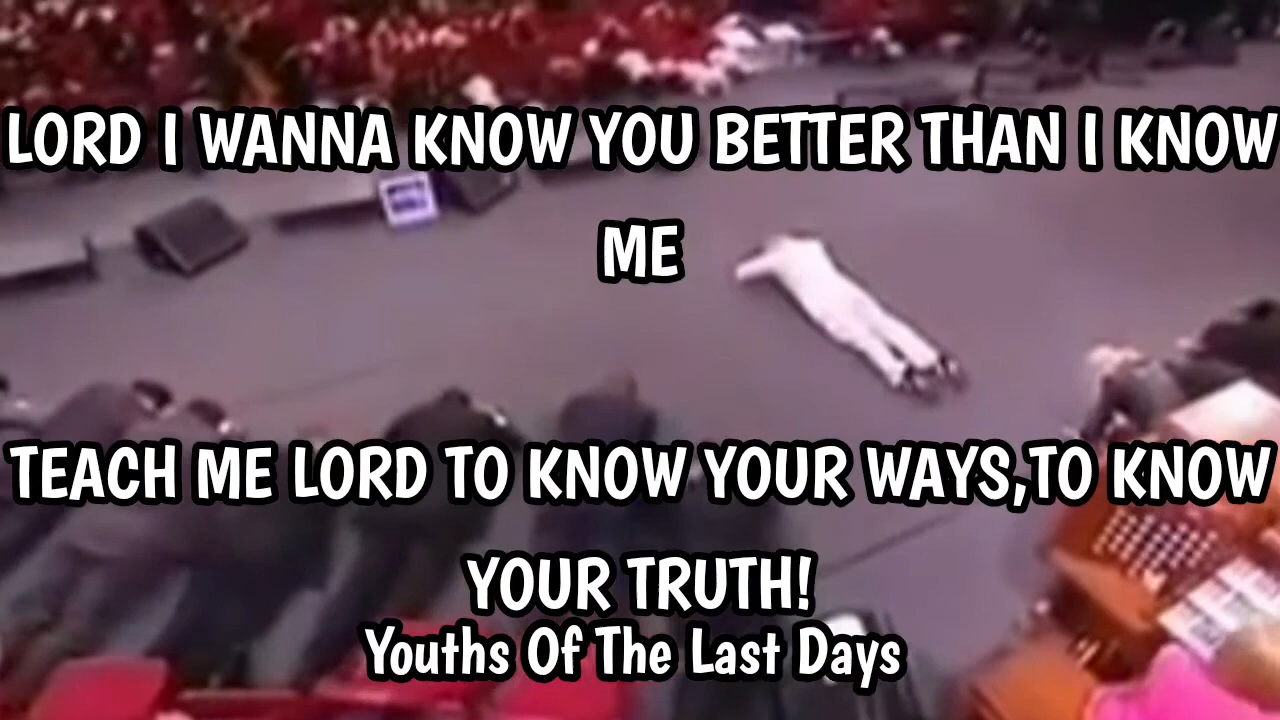 LORD I WANNA KNOW YOU BETTER THAN I KNOW
ME
TEACH ME LORD TO KNOW YOUR WAYS,TO KNOW
YOUR TRUTH!
Youths Of The Last Days